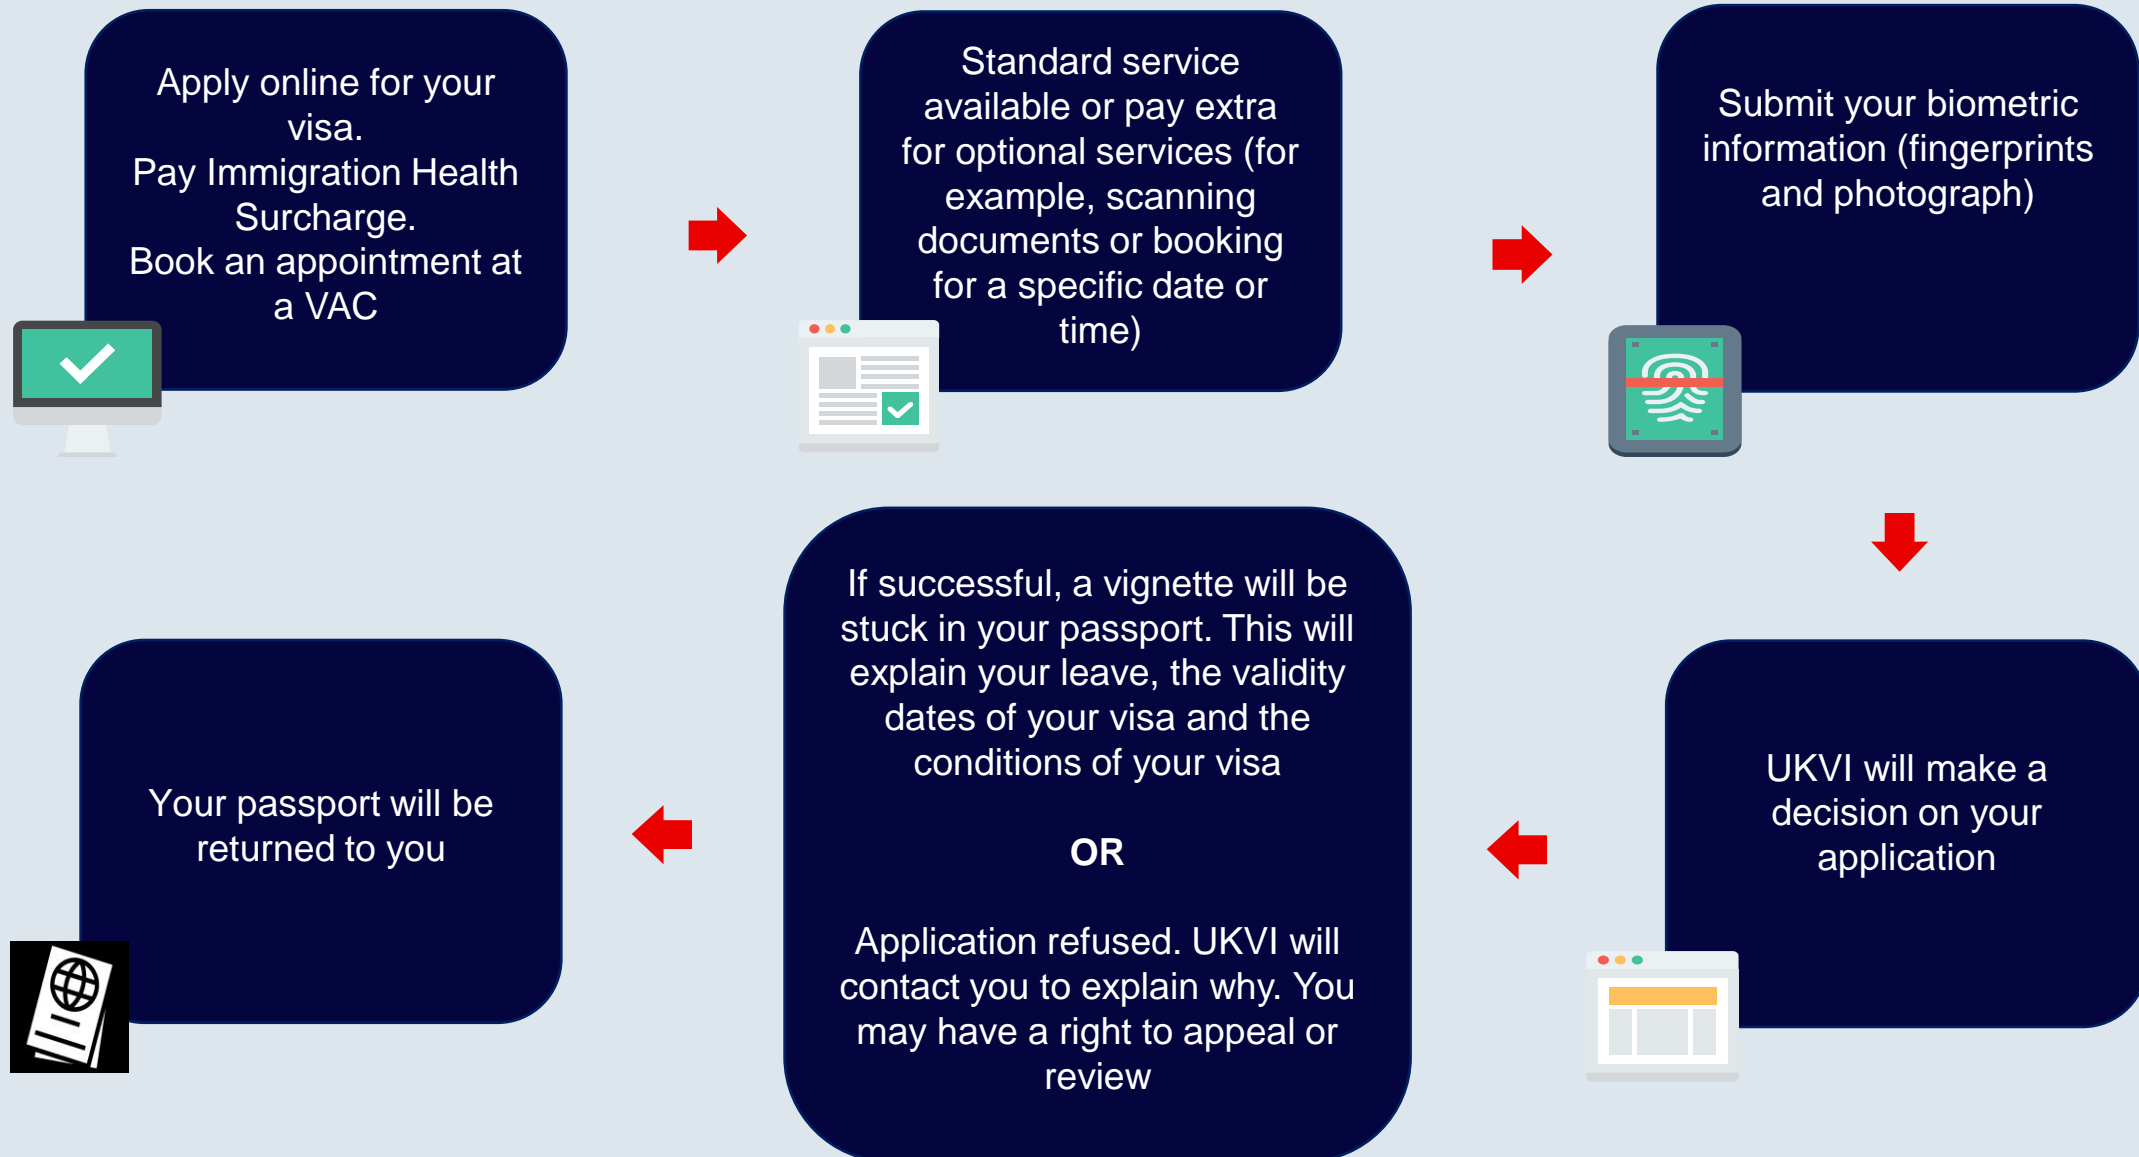 Apply online for your
visa.
Pay Immigration Health
Surcharge.
Book an appointment at
a VAC
Standard service
available or pay extra
for optional services (for
example, scanning
documents or booking
for a specific date or
time)
Submit your biometric
information (fingerprints
and photograph)
UKVI will make a
decision on your
application
If successful, a vignette will be
stuck in your passport. This will
explain your leave, the validity
dates of your visa and the
conditions of your visa
OR
Application refused. UKVI will
contact you to explain why. You
may have a right to appeal or
review
Your passport will be
returned to you